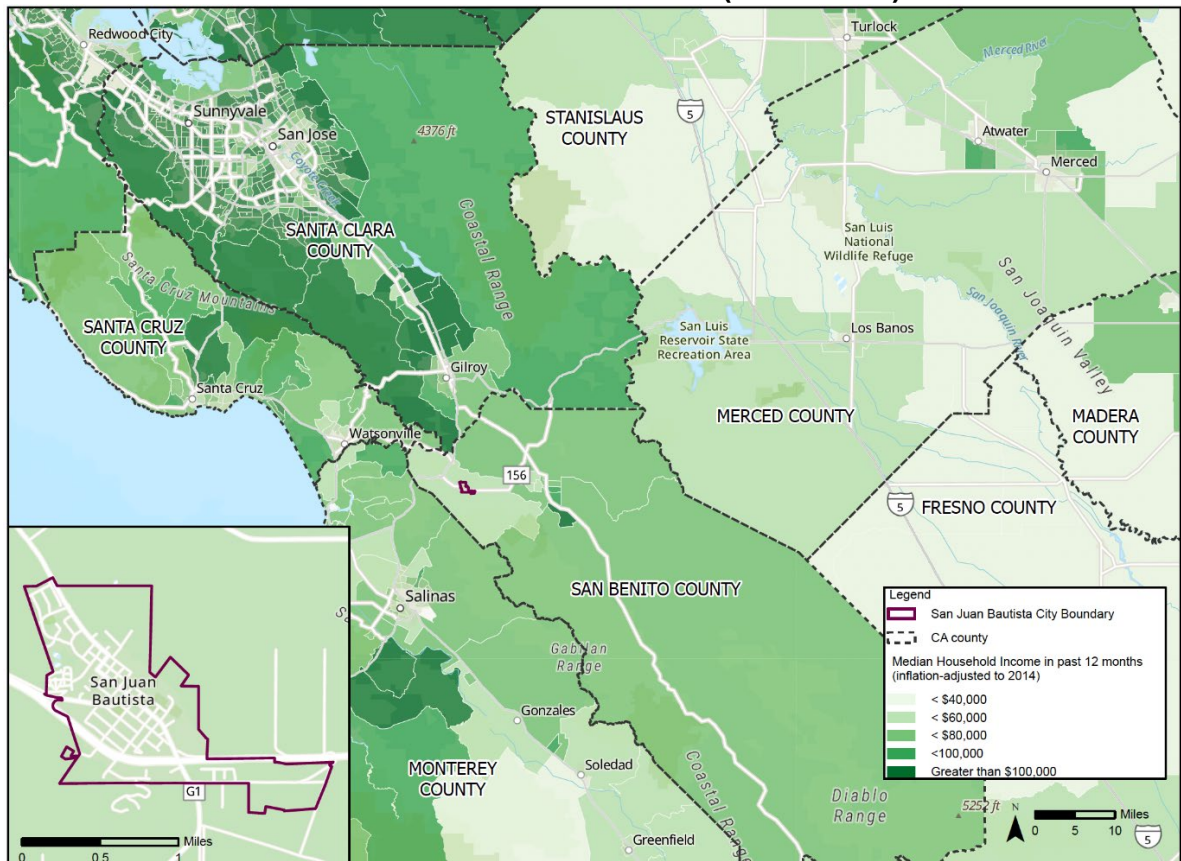 Redwood City
Turlock
Merced River
5
STANISLAUS
COUNTY
Sunnyvale
San Jose
4376 ft
Atwater
Merced
Coastal Range
SANTA CLARA
COUNTY
San Luis
National
Wildlife Refuge
San Joaquin Valley
San Joaquin River
Santa Cruz Mountains
SANTA CRUZ
COUNTY
San Luis
Reservoir State
Recreation Area
Los Banos
Gilroy
Santa Cruz
MERCED COUNTY
MADERA
COUNTY
Watsonville
156
5
FRESNO COUNTY
SAN BENITO COUNTY
Salinas
Gabilan
Range
Gonzales
Soledad
MONTEREY
COUNTY
Coastal Range
Diablo
Range
5252 ft
Greenfield
5
San Juan
Bautista
G1
Miles
0 0.5 1
Legend
San Juan Bautista City Boundary
CA county
Median Household Income in past 12 months
(inflation-adjusted to 2014)
< $40,000
< $60,000
< $80,000
<100,000
Greater than $100,000
N
Miles
0 5 10